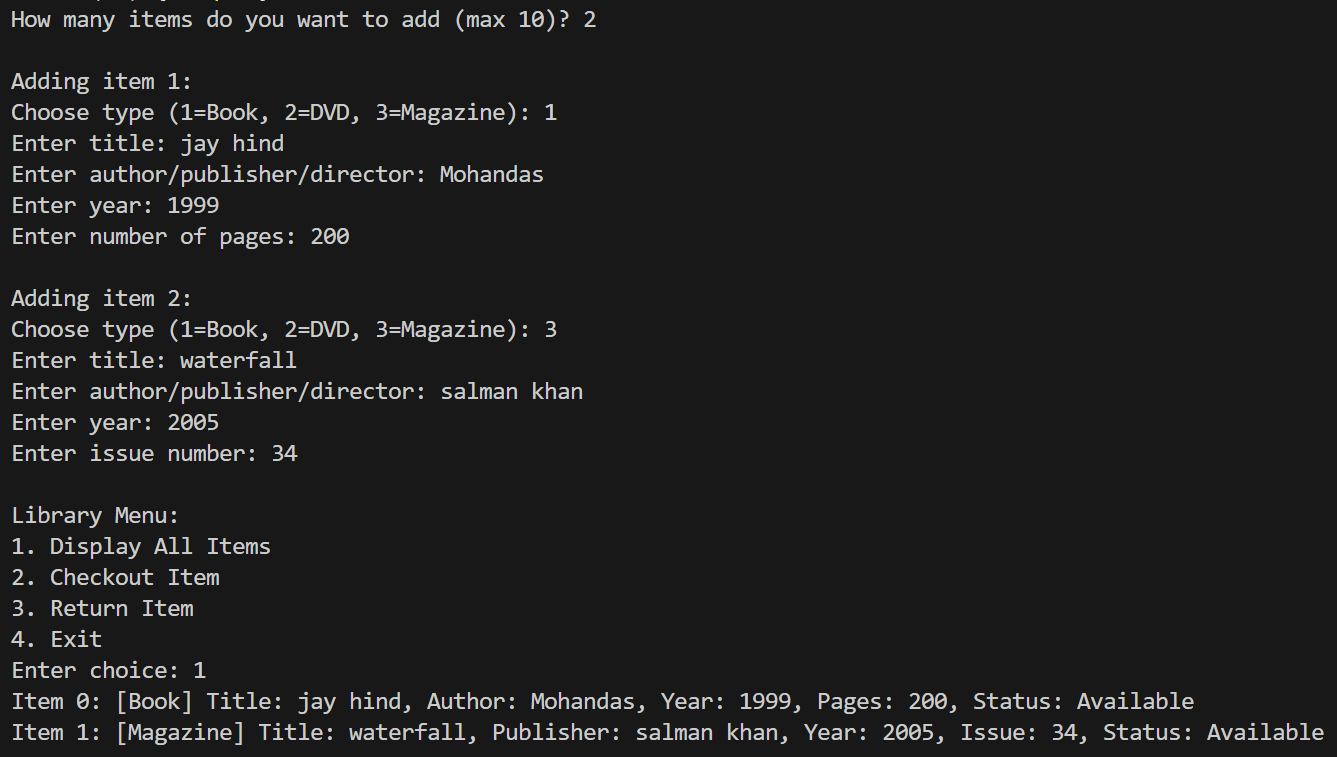 How many items do you want to add (max 10)? 2
Adding item 1:
Choose type (1=Book, 2=DVD, 3=Magazine): 1
Enter title: jay hind
Enter author/publisher/director: Mohandas
Enter year: 1999
Enter number of pages: 200
Adding item 2:
Choose type (1=Book, 2=DVD, 3=Magazine): 3
Enter title: waterfall
Enter author/publisher/director: salman khan
Enter year: 2005
Enter issue number: 34
Library Menu:
1. Display All Items
2. Checkout Item
3. Return Item
4. Exit
Enter choice: 1
Item 0: [Book] Title: jay hind, Author: Mohandas, Year: 1999, Pages: 200, Status: Available
Item 1: [Magazine] Title: waterfall, Publisher: salman khan, Year: 2005, Issue: 34, Status: Available